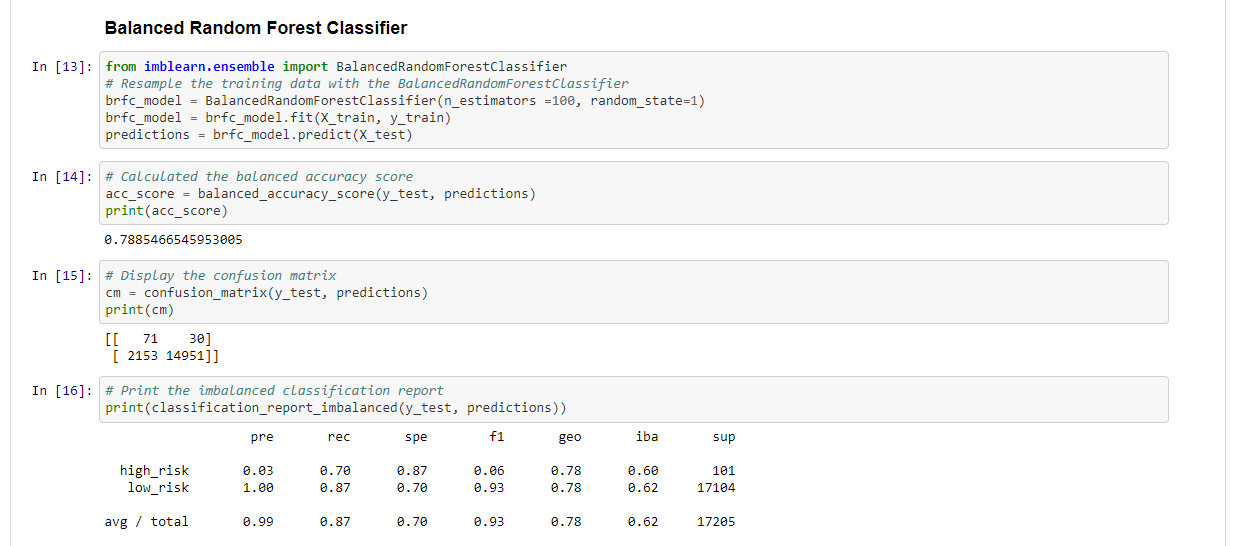 Balanced Random Forest Classifier
In [13]: from imblearn.ensemble import BalancedRandomForestClassifier
# Resample the training data with the BalancedRandomForestClassifier
brfc_model = BalancedRandomForestClassifier(n_estimators =100, random_state=1)
brfc_model = brfc_model.fit(X_train, y_train)
predictions = brfc_model.predict(X_test)
In [14]: # Calculated the balanced accuracy score
acc_score = balanced_accuracy_score(y_test, predictions)
print(acc_score)
0.7885466545953005
In [15]: # Display the confusion matrix
cm = confusion_matrix(y_test, predictions)
print(cm)
[[   71    30]
 [ 2153 14951]]
In [16]: # Print the imbalanced classification report
print(classification_report_imbalanced(y_test, predictions))
pre rec spe f1 geo iba sup
high_risk 0.03 0.70 0.87 0.06 0.78 0.60 101
low_risk 1.00 0.87 0.70 0.93 0.78 0.62 17104
avg / total 0.99 0.87 0.70 0.93 0.78 0.62 17205